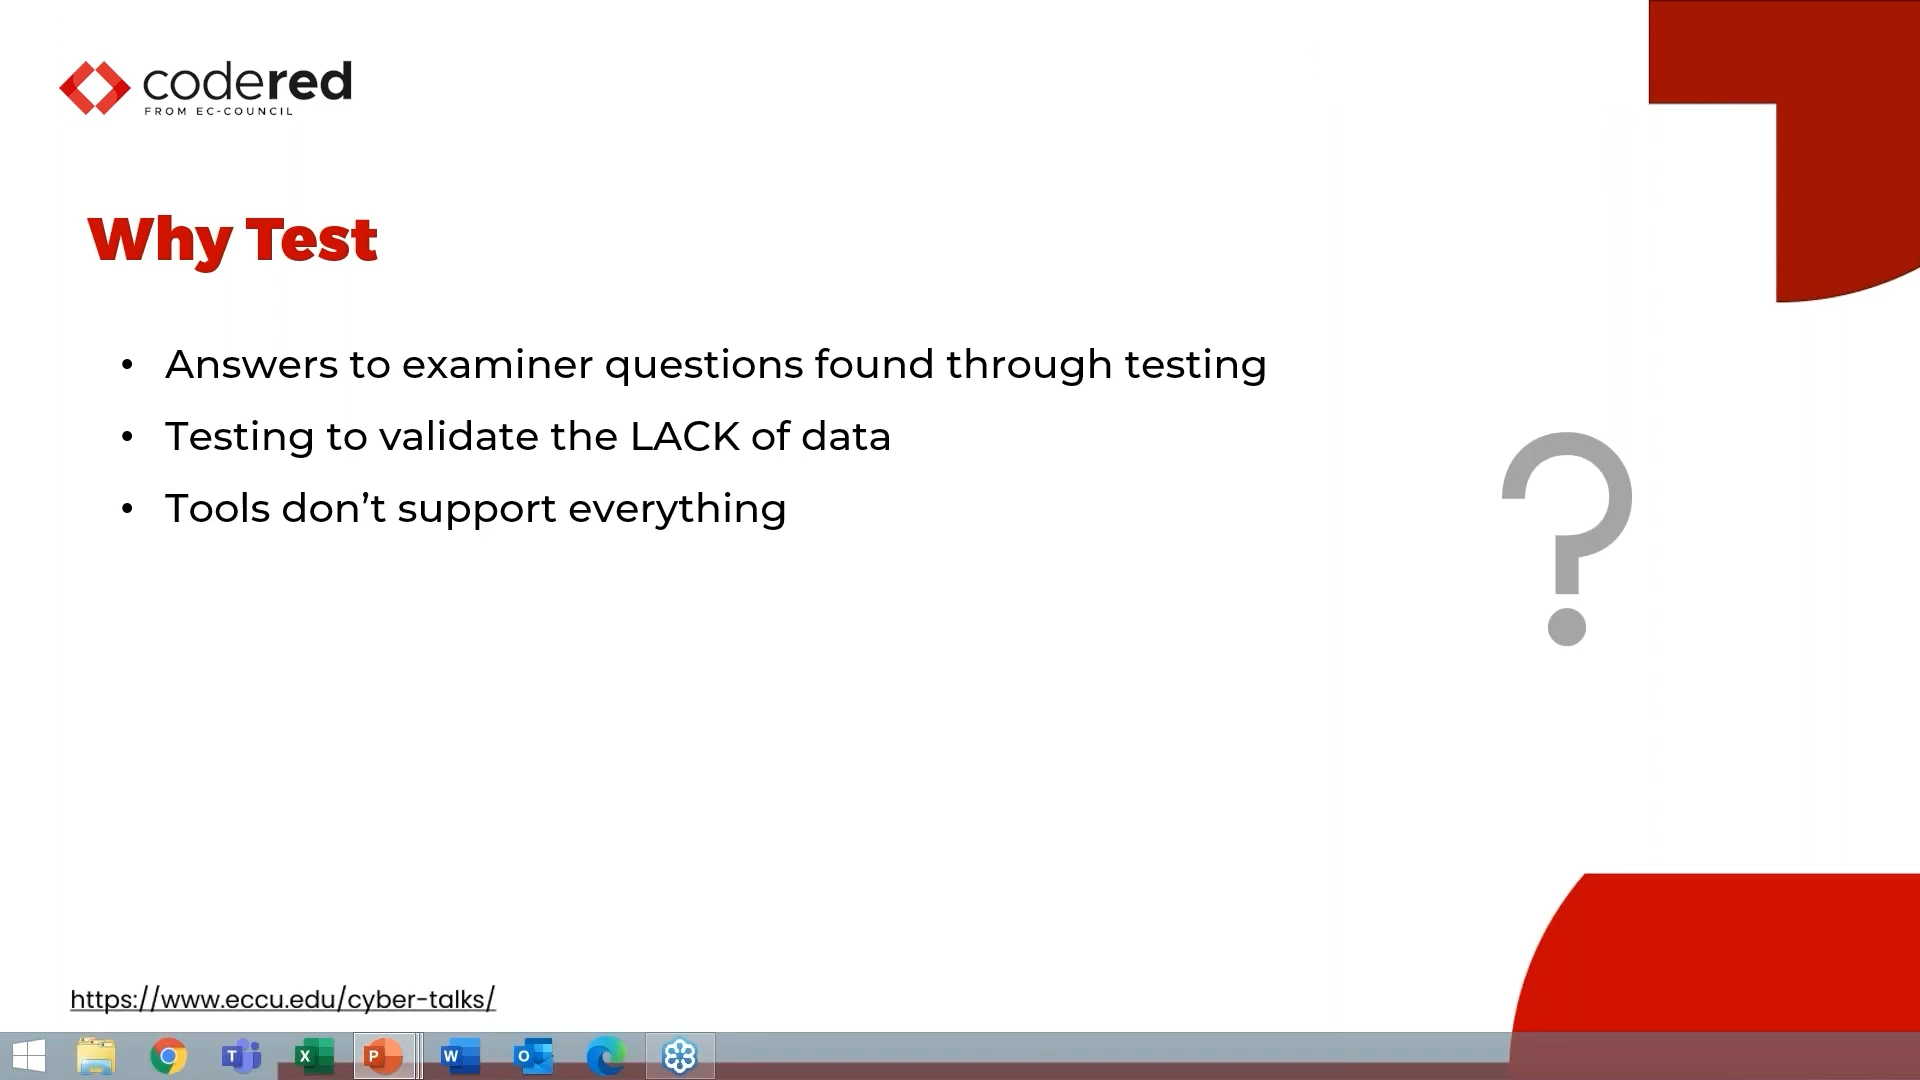 codered
FROM EC-COUNCIL
Why Test
• Answers to examiner questions found through testing
• Testing to validate the LACK of data
• Tools don’t support everything
?
https://www.eccu.edu/cyber-talks/
T X P W O